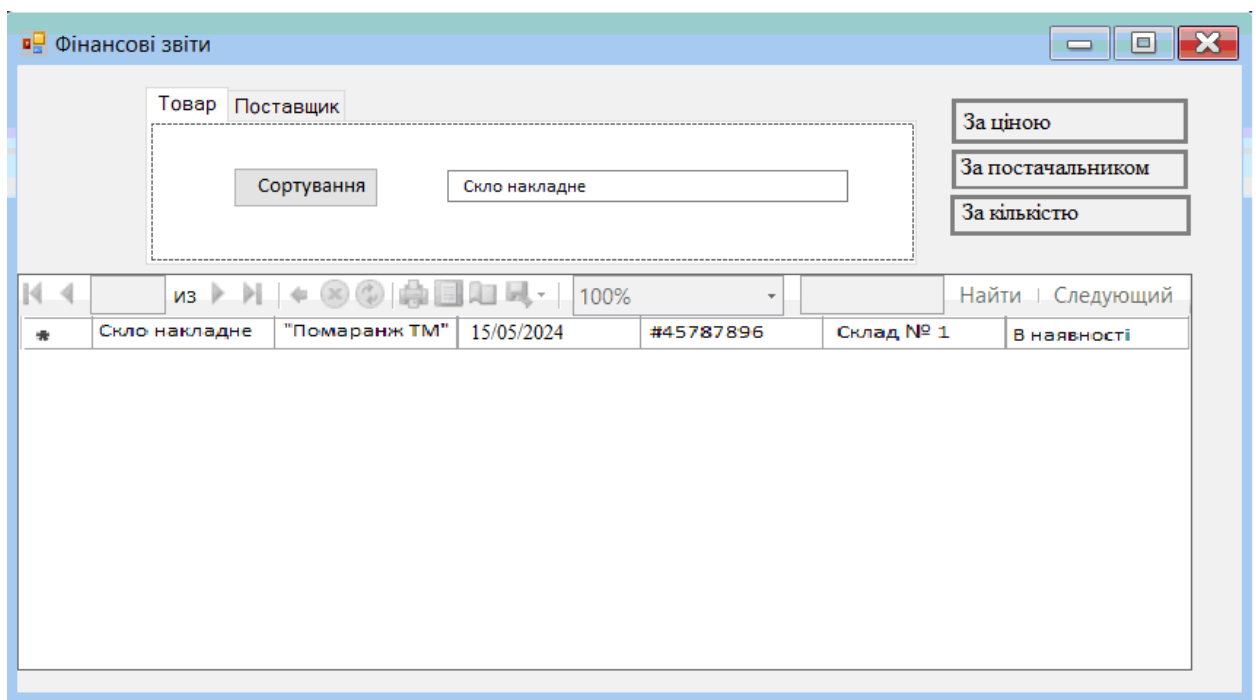 Фінансові звіти
Товар Поставщик
За ціною
Сортування Скло накладне
За постачальником
За кількістю
из 100% Найти Следующий
Скло накладне "Помаранж ТМ" 15/05/2024 #45787896 Склад № 1 В наявності